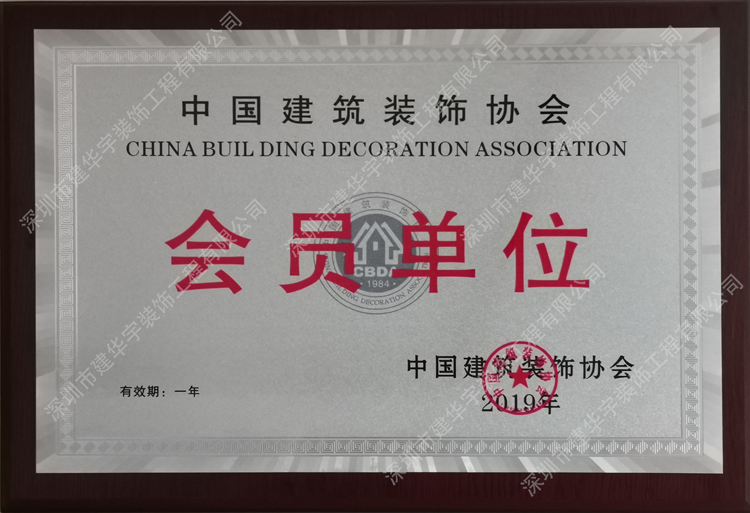 中国建筑装饰协会
CHINA BUIL DING DECORATION ASSOCIATION
会员单位
CBDA
·1984·
中国建筑装饰协会
有效期：一年
2019年
深圳市建华宇装饰工程有限公司